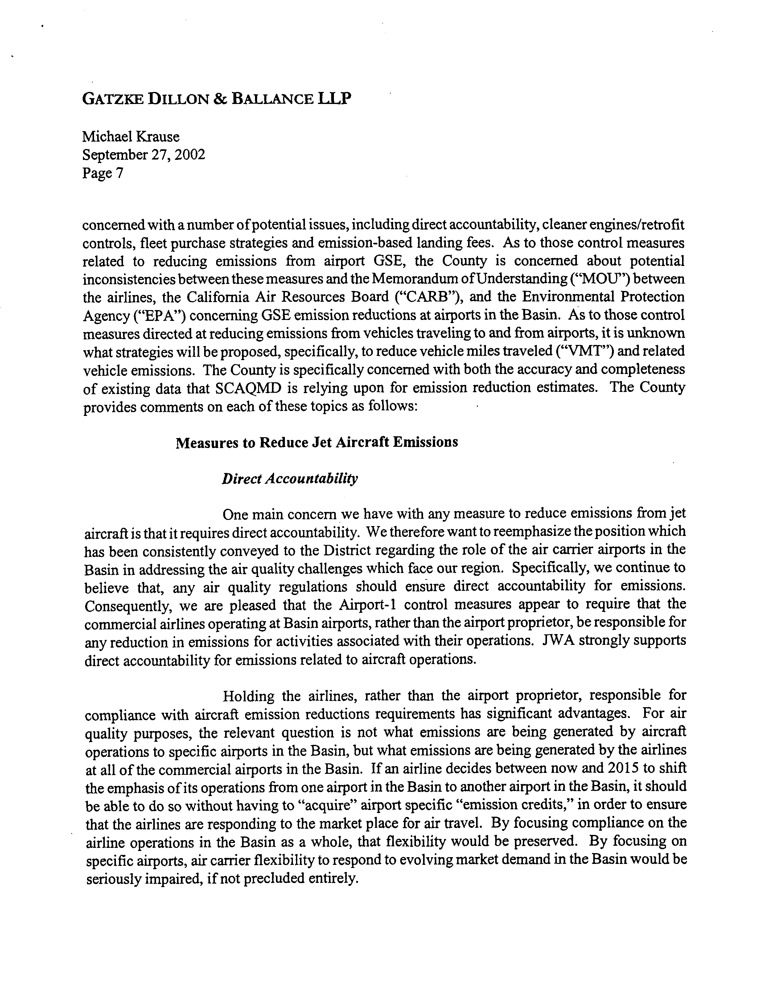 GATZKE DILLON & BALLANCE LLP
Michael Krause
September 27, 2002
Page 7
concerned with a number of potential issues, including direct accountability, cleaner engines/retrofit
controls, fleet purchase strategies and emission-based landing fees. As to those control measures
related to reducing emissions from airport GSE, the County is concerned about potential
inconsistencies between these measures and the Memorandum of Understanding (“MOU”) between
the airlines, the California Air Resources Board (“CARB”), and the Environmental Protection
Agency (“EPA”) concerning GSE emission reductions at airports in the Basin. As to those control
measures directed at reducing emissions from vehicles traveling to and from airports, it is unknown
what strategies will be proposed, specifically, to reduce vehicle miles traveled (“VMT”) and related
vehicle emissions. The County is specifically concerned with both the accuracy and completeness
of existing data that SCAQMD is relying upon for emission reduction estimates. The County
provides comments on each of these topics as follows:
Measures to Reduce Jet Aircraft Emissions
Direct Accountability
One main concern we have with any measure to reduce emissions from jet
aircraft is that it requires direct accountability. We therefore want to reemphasize the position which
has been consistently conveyed to the District regarding the role of the air carrier airports in the
Basin in addressing the air quality challenges which face our region. Specifically, we continue to
believe that, any air quality regulations should ensure direct accountability for emissions.
Consequently, we are pleased that the Airport-1 control measures appear to require that the
commercial airlines operating at Basin airports, rather than the airport proprietor, be responsible for
any reduction in emissions for activities associated with their operations. JWA strongly supports
direct accountability for emissions related to aircraft operations.
Holding the airlines, rather than the airport proprietor, responsible for
compliance with aircraft emission reductions requirements has significant advantages. For air
quality purposes, the relevant question is not what emissions are being generated by aircraft
operations to specific airports in the Basin, but what emissions are being generated by the airlines
at all of the commercial airports in the Basin. If an airline decides between now and 2015 to shift
the emphasis of its operations from one airport in the Basin to another airport in the Basin, it should
be able to do so without having to “acquire” airport specific “emission credits,” in order to ensure
that the airlines are responding to the market place for air travel. By focusing compliance on the
airline operations in the Basin as a whole, that flexibility would be preserved. By focusing on
specific airports, air carrier flexibility to respond to evolving market demand in the Basin would be
seriously impaired, if not precluded entirely.